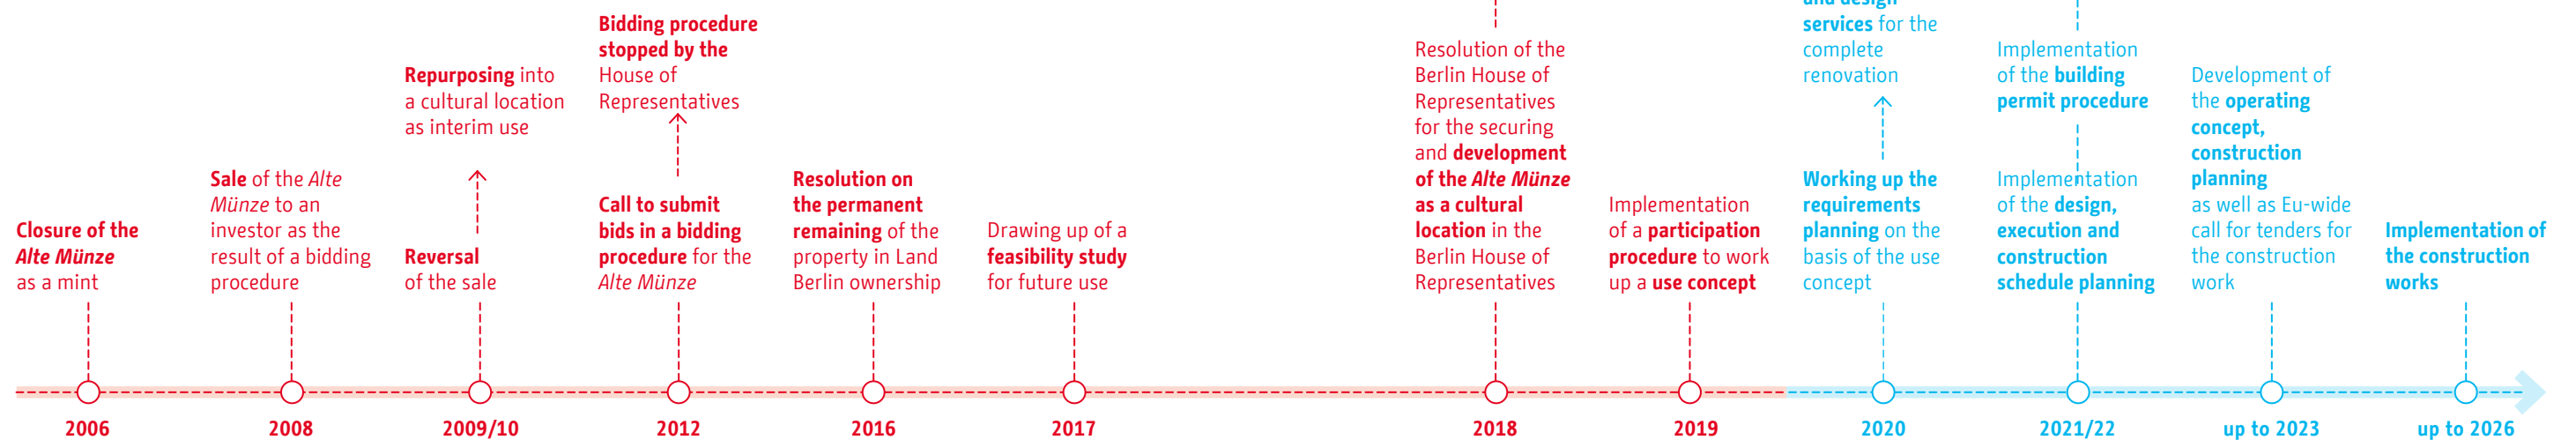 Closure of the
Alte Münze
as a mint
2006
Sale of the Alte
Münze to an
investor as the
result of a bidding
procedure
2008
Repurposing into
a cultural location
as interim use
Reversal
of the sale
2009/10
Bidding procedure
stopped by the
House of
Representatives
Call to submit
bids in a bidding
procedure for the
Alte Münze
2012
Resolution on
the permanent
remaining of the
property in Land
Berlin ownership
2016
Drawing up of a
feasibility study
for future use
2017
Resolution of the
Berlin House of
Representatives
for the securing
and development
of the Alte Münze
as a cultural
location in the
Berlin House of
Representatives
2018
Implementation
of a participation
procedure to work
up a use concept
2019
and design
services for the
complete
renovation
Working up the
requirements
planning on the
basis of the use
concept
2020
Implementation
of the building
permit procedure
Implementation
of the design,
execution and
construction
schedule planning
2021/22
Development of
the operating
concept,
construction
planning
as well as Eu-wide
call for tenders for
the construction
work
up to 2023
Implementation of
the construction
works
up to 2026